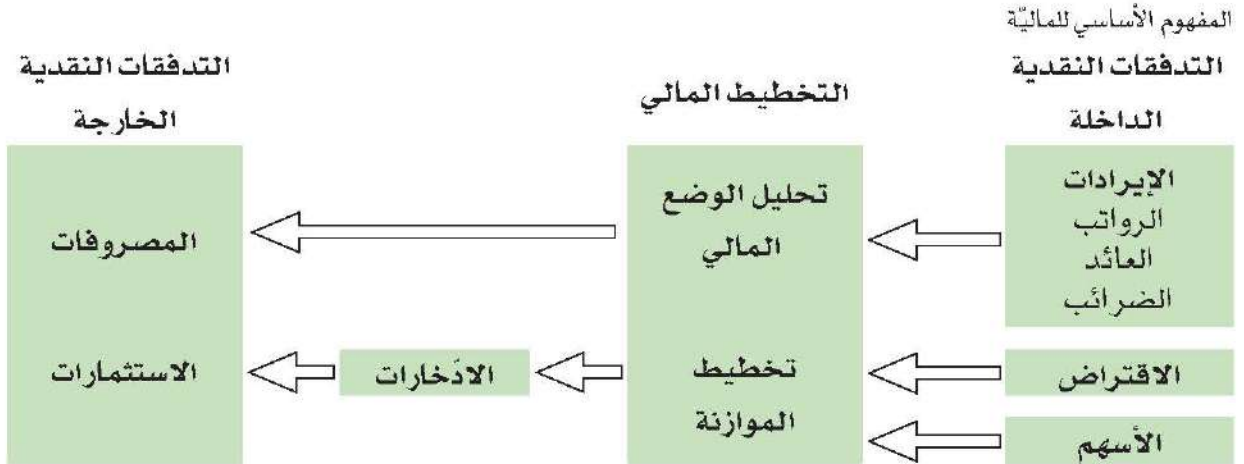 المفهوم الأساسي للماليّة
التدفقات النقدية
الداخلة
الإيرادات
الرواتب
العائد
الضرائب
الاقتراض
الأسهم
التخطيط المالي
تحليل الوضع
المالي
تخطيط
الموازنة
الادّخارات
التدفقات النقدية
الخارجة
المصروفات
الاستثمارات